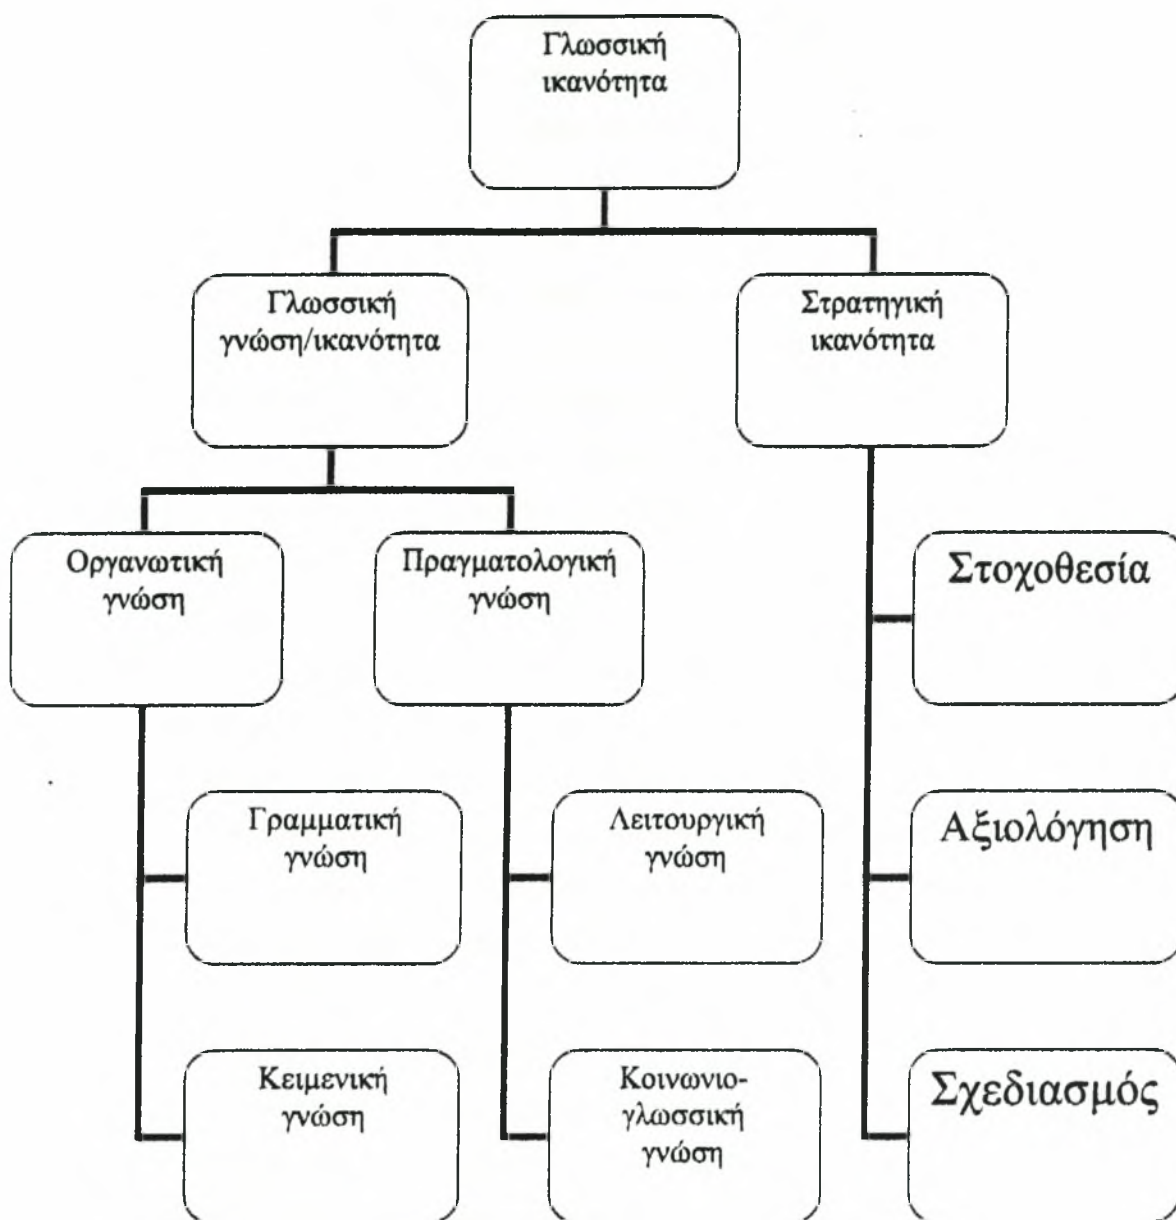 Γλωσσική
ικανότητα
Γλωσσική
γνώση/ικανότητα
Στρατηγική
ικανότητα
Οργανωτική
γνώση
Πραγματολογική
γνώση
Στοχοθεσία
Γραμματική
γνώση
Λειτουργική
γνώση
Αξιολόγηση
Κειμενική
γνώση
Κοινωνιο-
γλωσσική
γνώση
Σχεδιασμός